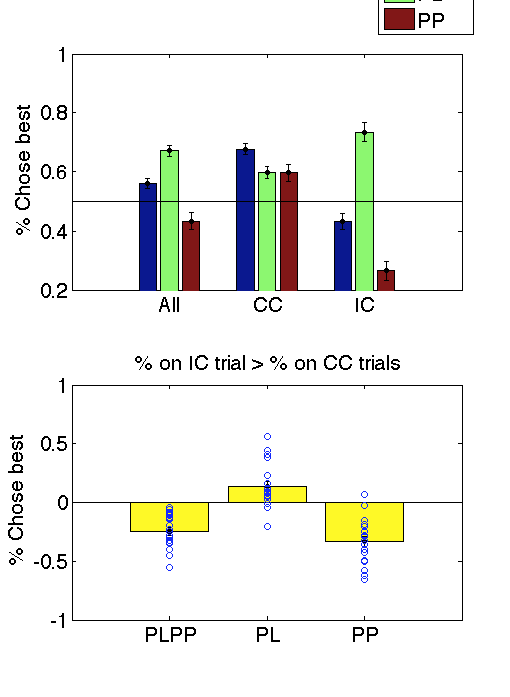 PP
1
0.8
0.6
0.4
0.2
% Chose best
All CC IC
% on IC trial > % on CC trials
1
0.5
0
-0.5
-1
% Chose best
PLPP PL PP